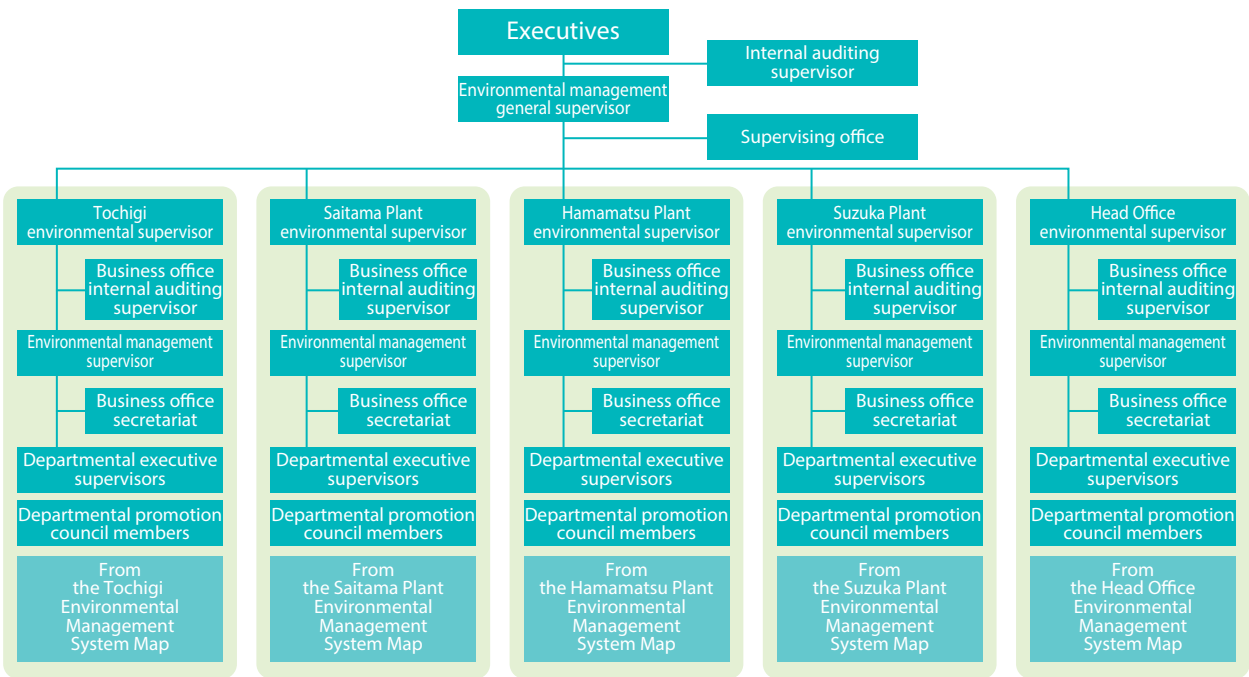 Executives
Internal auditing
supervisor
Environmental management
general supervisor
Supervising office
Tochigi
environmental supervisor
Business office
internal auditing
supervisor
Environmental management
supervisor
Business office
secretariat
Departmental executive
supervisors
Departmental promotion
council members
From
the Tochigi
Environmental
Management
System Map
Saitama Plant
environmental supervisor
Business office
internal auditing
supervisor
Environmental management
supervisor
Business office
secretariat
Departmental executive
supervisors
Departmental promotion
council members
From
the Saitama Plant
Environmental
Management
System Map
Hamamatsu Plant
environmental supervisor
Business office
internal auditing
supervisor
Environmental management
supervisor
Business office
secretariat
Departmental executive
supervisors
Departmental promotion
council members
From
the Hamamatsu Plant
Environmental
Management
System Map
Suzuka Plant
environmental supervisor
Business office
internal auditing
supervisor
Environmental management
supervisor
Business office
secretariat
Departmental executive
supervisors
Departmental promotion
council members
From
the Suzuka Plant
Environmental
Management
System Map
Head Office
environmental supervisor
Business office
internal auditing
supervisor
Environmental management
supervisor
Business office
secretariat
Departmental executive
supervisors
Departmental promotion
council members
From
the Head Office
Environmental
Management
System Map